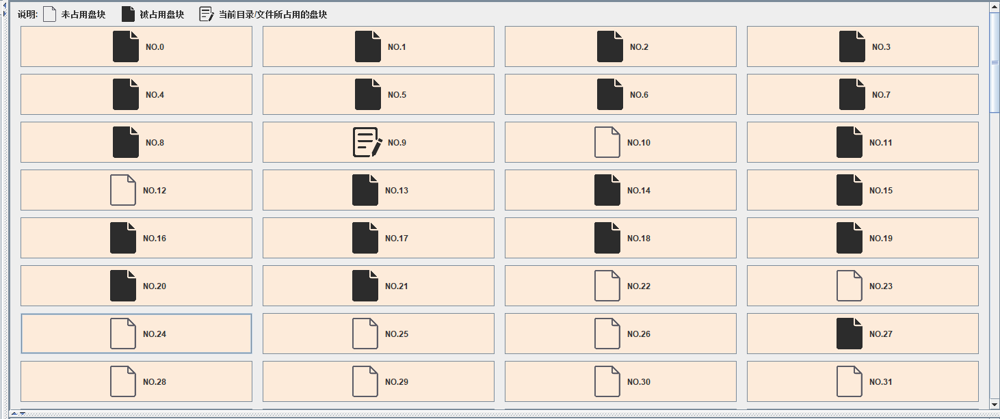 说明: 未占用盘块 被占用盘块 当前目录/文件所占用的盘块
NO.0 NO.1 NO.2 NO.3
NO.4 NO.5 NO.6 NO.7
NO.8 NO.9 NO.10 NO.11
NO.12 NO.13 NO.14 NO.15
NO.16 NO.17 NO.18 NO.19
NO.20 NO.21 NO.22 NO.23
NO.24 NO.25 NO.26 NO.27
NO.28 NO.29 NO.30 NO.31